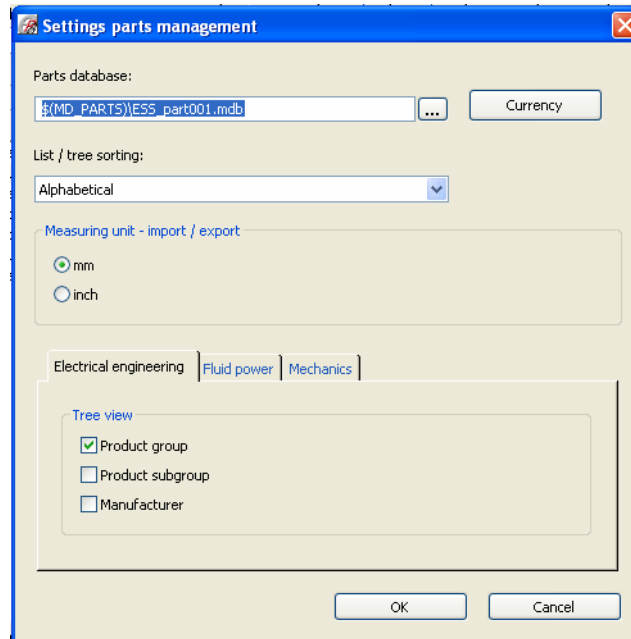 Settings parts management
Parts database:
$(MD_PARTS)\ESS_part001.mdb
...
Currency
List / tree sorting:
Alphabetical
Measuring unit - import / export
mm
inch
Electrical engineering Fluid power Mechanics
Tree view
Product group
Product subgroup
Manufacturer
OK Cancel